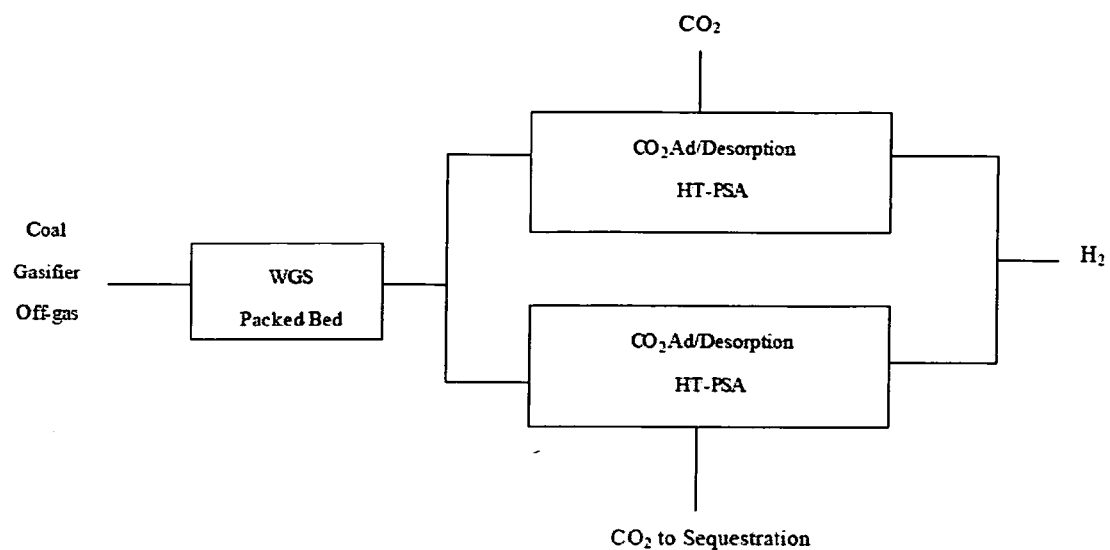 CO₂
CO₂Ad/Desorption
HT-PSA
Coal
Gasifier
Off-gas
WGS
Packed Bed
H₂
CO₂Ad/Desorption
HT-PSA
CO₂ to Sequestration